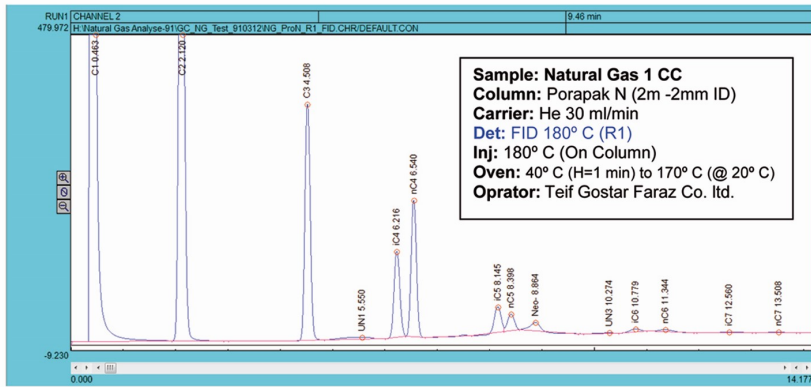 RUN1 CHANNEL 2 9.46 min
479.972 H:\Natural Gas Analyse-91\GC_NG_Test_910312\NG_ProN_R1_FID.CHR/DEFAULT.CON
C1 0.463
C2 2.120
C3 4.508
UN1 5.550
iC4 6.216
nC4 6.540
iC5 8.145
nC5 8.398
Neo- 8.864
UN3 10.274
iC6 10.779
nC6 11.344
iC7 12.560
nC7 13.508
Sample: Natural Gas 1 CC
Column: Porapak N (2m -2mm ID)
Carrier: He 30 ml/min
Det: FID 180º C (R1)
Inj: 180º C (On Column)
Oven: 40º C (H=1 min) to 170º C (@ 20º C)
Oprator: Teif Gostar Faraz Co. ltd.
-9.230
0.000 14.177